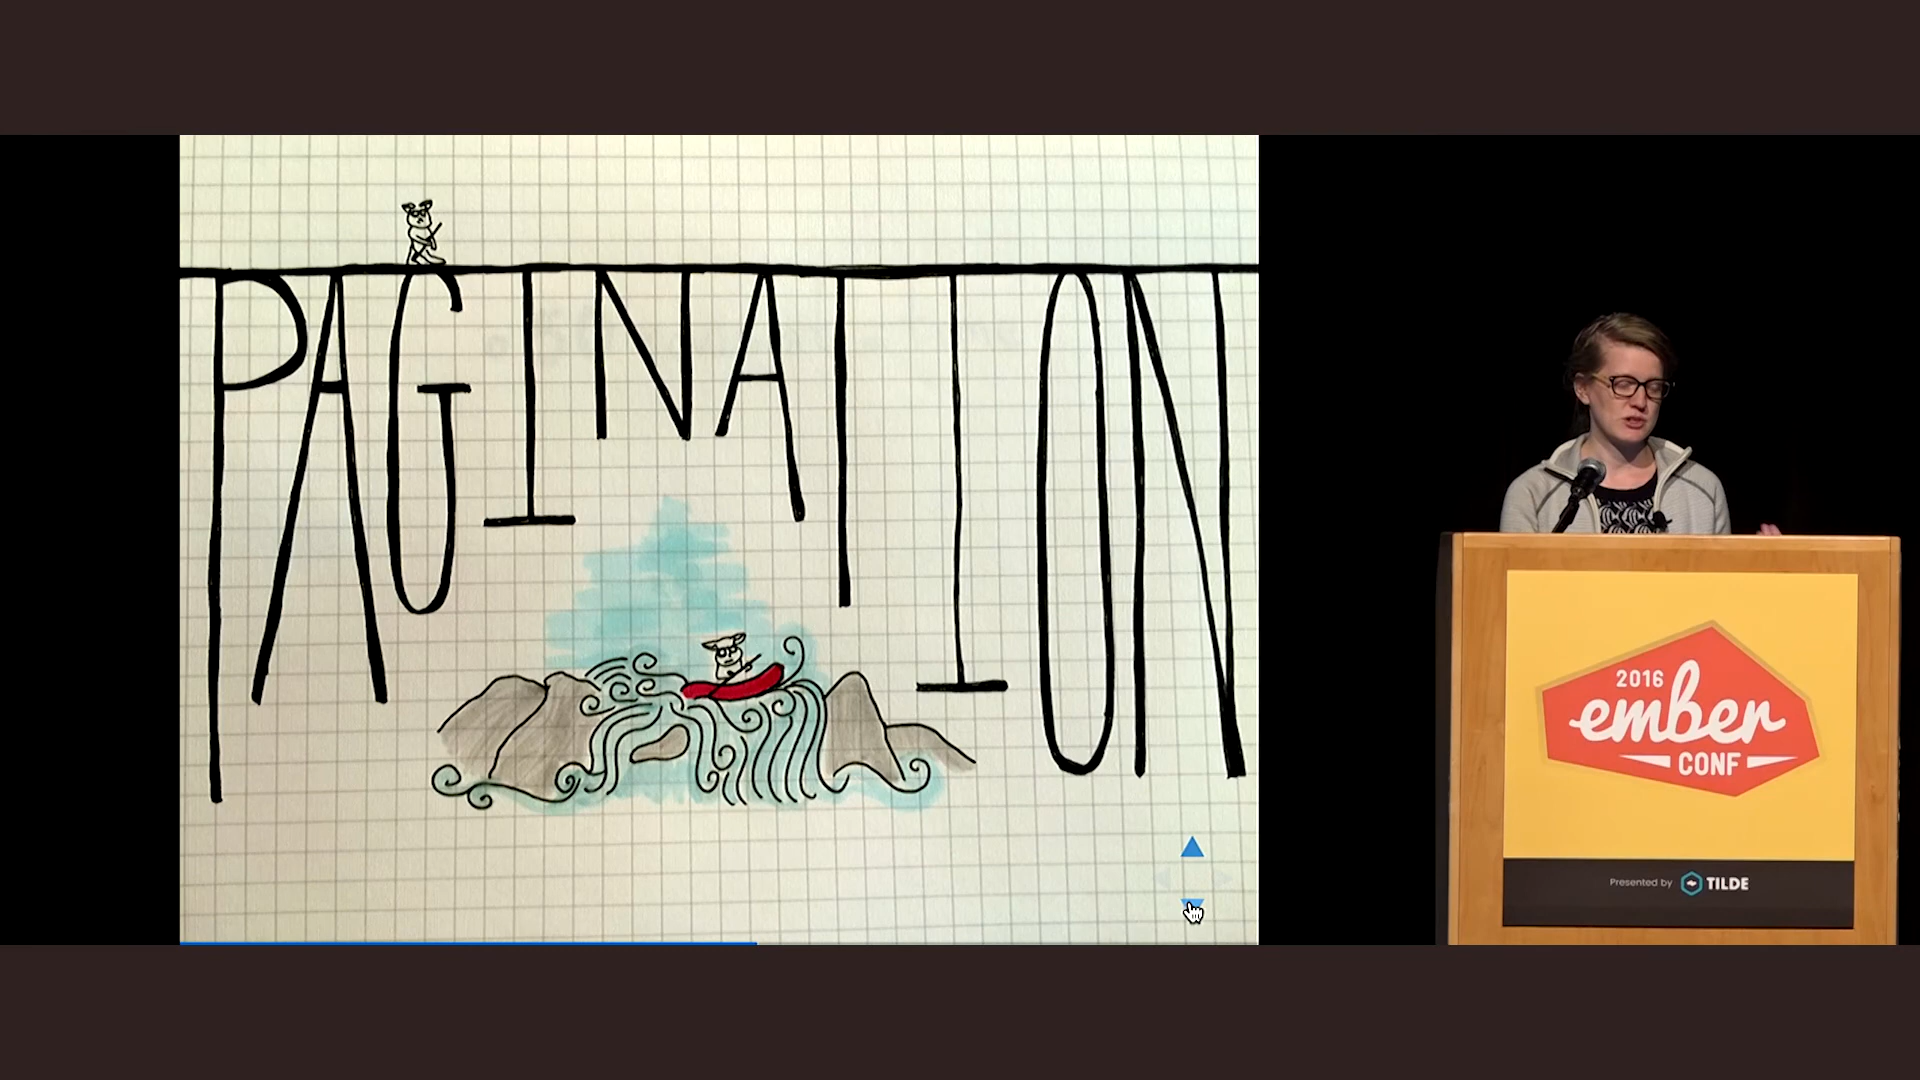 PAGINATION
2016
ember
CONF
Presented by TILDE